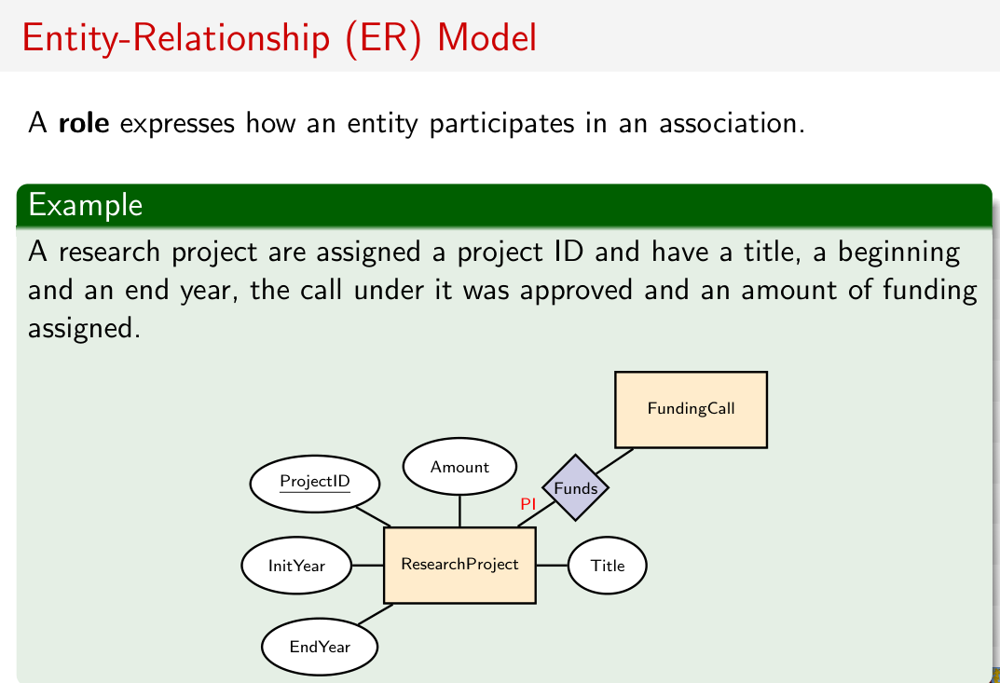 Entity-Relationship (ER) Model
A role expresses how an entity participates in an association.
Example
A research project are assigned a project ID and have a title, a beginning
and an end year, the call under it was approved and an amount of funding
assigned.
FundingCall
Amount
ProjectID
Funds
PI
InitYear
ResearchProject
Title
EndYear